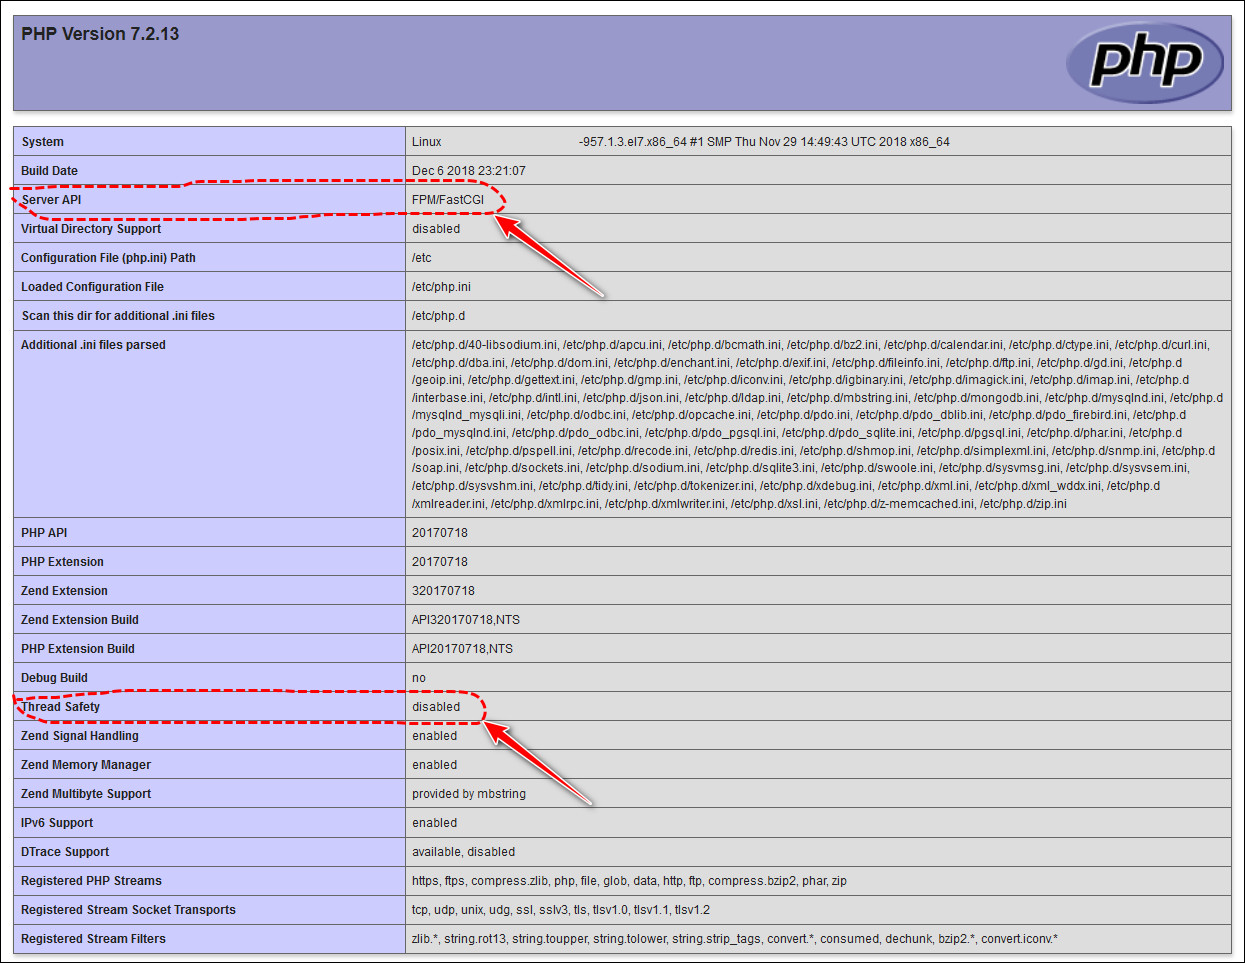 PHP Version 7.2.13
php
System Linux -957.1.3.el7.x86_64 #1 SMP Thu Nov 29 14:49:43 UTC 2018 x86_64
Build Date Dec 6 2018 23:21:07
Server API FPM/FastCGI
Virtual Directory Support disabled
Configuration File (php.ini) Path /etc
Loaded Configuration File /etc/php.ini
Scan this dir for additional .ini files /etc/php.d
Additional .ini files parsed /etc/php.d/40-libsodium.ini, /etc/php.d/apcu.ini, /etc/php.d/bcmath.ini, /etc/php.d/bz2.ini, /etc/php.d/calendar.ini, /etc/php.d/ctype.ini, /etc/php.d/curl.ini,
/etc/php.d/dba.ini, /etc/php.d/dom.ini, /etc/php.d/enchant.ini, /etc/php.d/exif.ini, /etc/php.d/fileinfo.ini, /etc/php.d/ftp.ini, /etc/php.d/gd.ini, /etc/php.d
/geoip.ini, /etc/php.d/gettext.ini, /etc/php.d/gmp.ini, /etc/php.d/iconv.ini, /etc/php.d/igbinary.ini, /etc/php.d/imagick.ini, /etc/php.d/imap.ini, /etc/php.d
/interbase.ini, /etc/php.d/intl.ini, /etc/php.d/json.ini, /etc/php.d/ldap.ini, /etc/php.d/mbstring.ini, /etc/php.d/mongodb.ini, /etc/php.d/mysqlnd.ini, /etc/php.d
/mysqlnd_mysqli.ini, /etc/php.d/odbc.ini, /etc/php.d/opcache.ini, /etc/php.d/pdo.ini, /etc/php.d/pdo_dblib.ini, /etc/php.d/pdo_firebird.ini, /etc/php.d
/pdo_mysqlnd.ini, /etc/php.d/pdo_odbc.ini, /etc/php.d/pdo_pgsql.ini, /etc/php.d/pdo_sqlite.ini, /etc/php.d/pgsql.ini, /etc/php.d/phar.ini, /etc/php.d
/posix.ini, /etc/php.d/pspell.ini, /etc/php.d/recode.ini, /etc/php.d/redis.ini, /etc/php.d/shmop.ini, /etc/php.d/simplexml.ini, /etc/php.d/snmp.ini, /etc/php.d
/soap.ini, /etc/php.d/sockets.ini, /etc/php.d/sodium.ini, /etc/php.d/sqlite3.ini, /etc/php.d/swoole.ini, /etc/php.d/sysvmsg.ini, /etc/php.d/sysvsem.ini,
/etc/php.d/sysvshm.ini, /etc/php.d/tidy.ini, /etc/php.d/tokenizer.ini, /etc/php.d/xdebug.ini, /etc/php.d/xml.ini, /etc/php.d/xml_wddx.ini, /etc/php.d
/xmlreader.ini, /etc/php.d/xmlrpc.ini, /etc/php.d/xmlwriter.ini, /etc/php.d/xsl.ini, /etc/php.d/z-memcached.ini, /etc/php.d/zip.ini
PHP API 20170718
PHP Extension 20170718
Zend Extension 320170718
Zend Extension Build API320170718,NTS
PHP Extension Build API20170718,NTS
Debug Build no
Thread Safety disabled
Zend Signal Handling enabled
Zend Memory Manager enabled
Zend Multibyte Support provided by mbstring
IPv6 Support enabled
DTrace Support available, disabled
Registered PHP Streams https, ftps, compress.zlib, php, file, glob, data, http, ftp, compress.bzip2, phar, zip
Registered Stream Socket Transports tcp, udp, unix, udg, ssl, sslv3, tls, tlsv1.0, tlsv1.1, tlsv1.2
Registered Stream Filters zlib.*, string.rot13, string.toupper, string.tolower, string.strip_tags, convert.*, consumed, dechunk, bzip2.*, convert.iconv.*